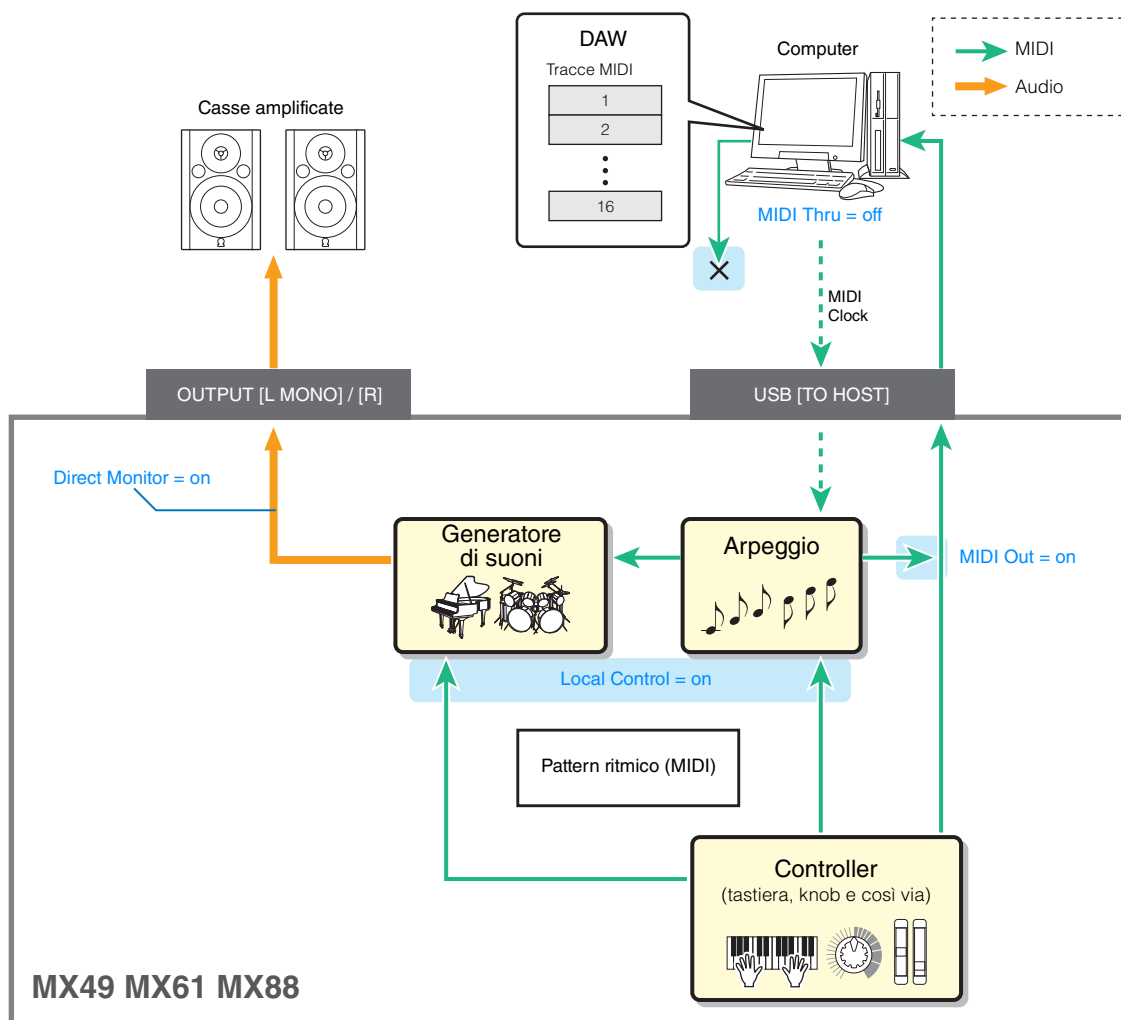 DAW
Tracce MIDI
1
2
16
Computer
MIDI
Audio
Casse amplificate
MIDI Thru = off
MIDI
Clock
OUTPUT [L MONO] / [R]
USB [TO HOST]
Direct Monitor = on
Generatore
di suoni
Arpeggio
MIDI Out = on
Local Control = on
Pattern ritmico (MIDI)
Controller
(tastiera, knob e così via)
MX49 MX61 MX88